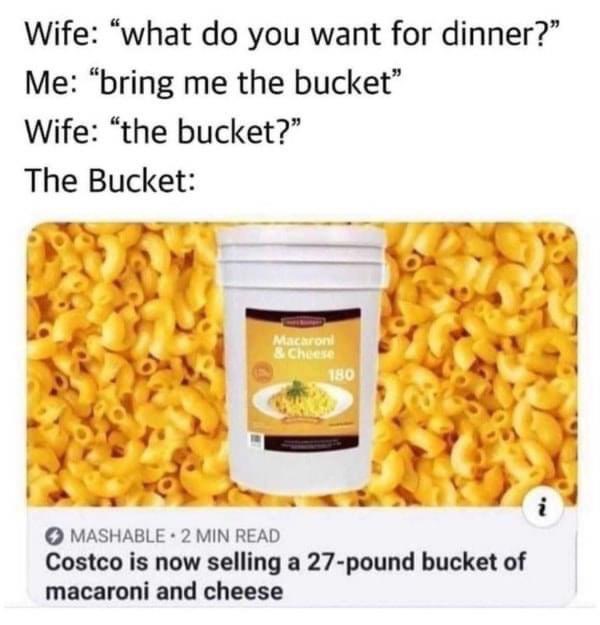 Wife: “what do you want for dinner?”
Me: “bring me the bucket”
Wife: “the bucket?”
The Bucket:
Macaroni
& Cheese
180
i
MASHABLE • 2 MIN READ
Costco is now selling a 27-pound bucket of
macaroni and cheese